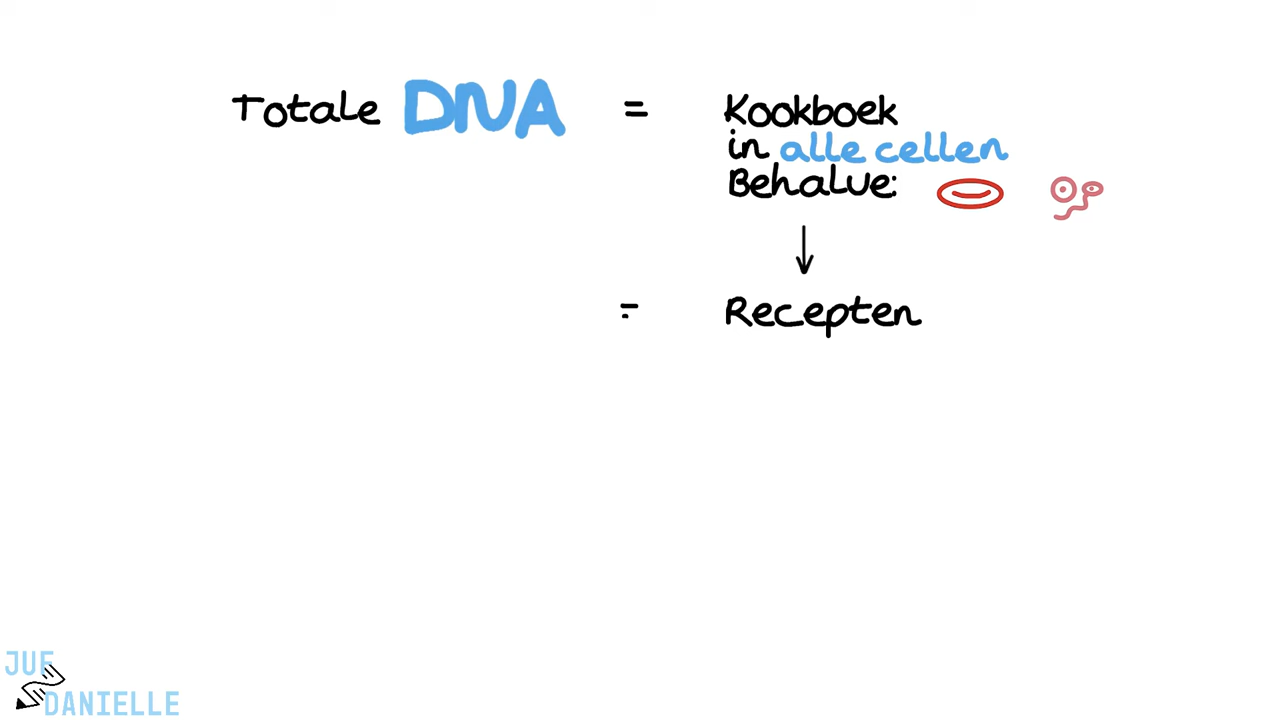 Totale DNA = Kookboek
in alle cellen
Behalve:
= Recepten
JUF
DANIELLE